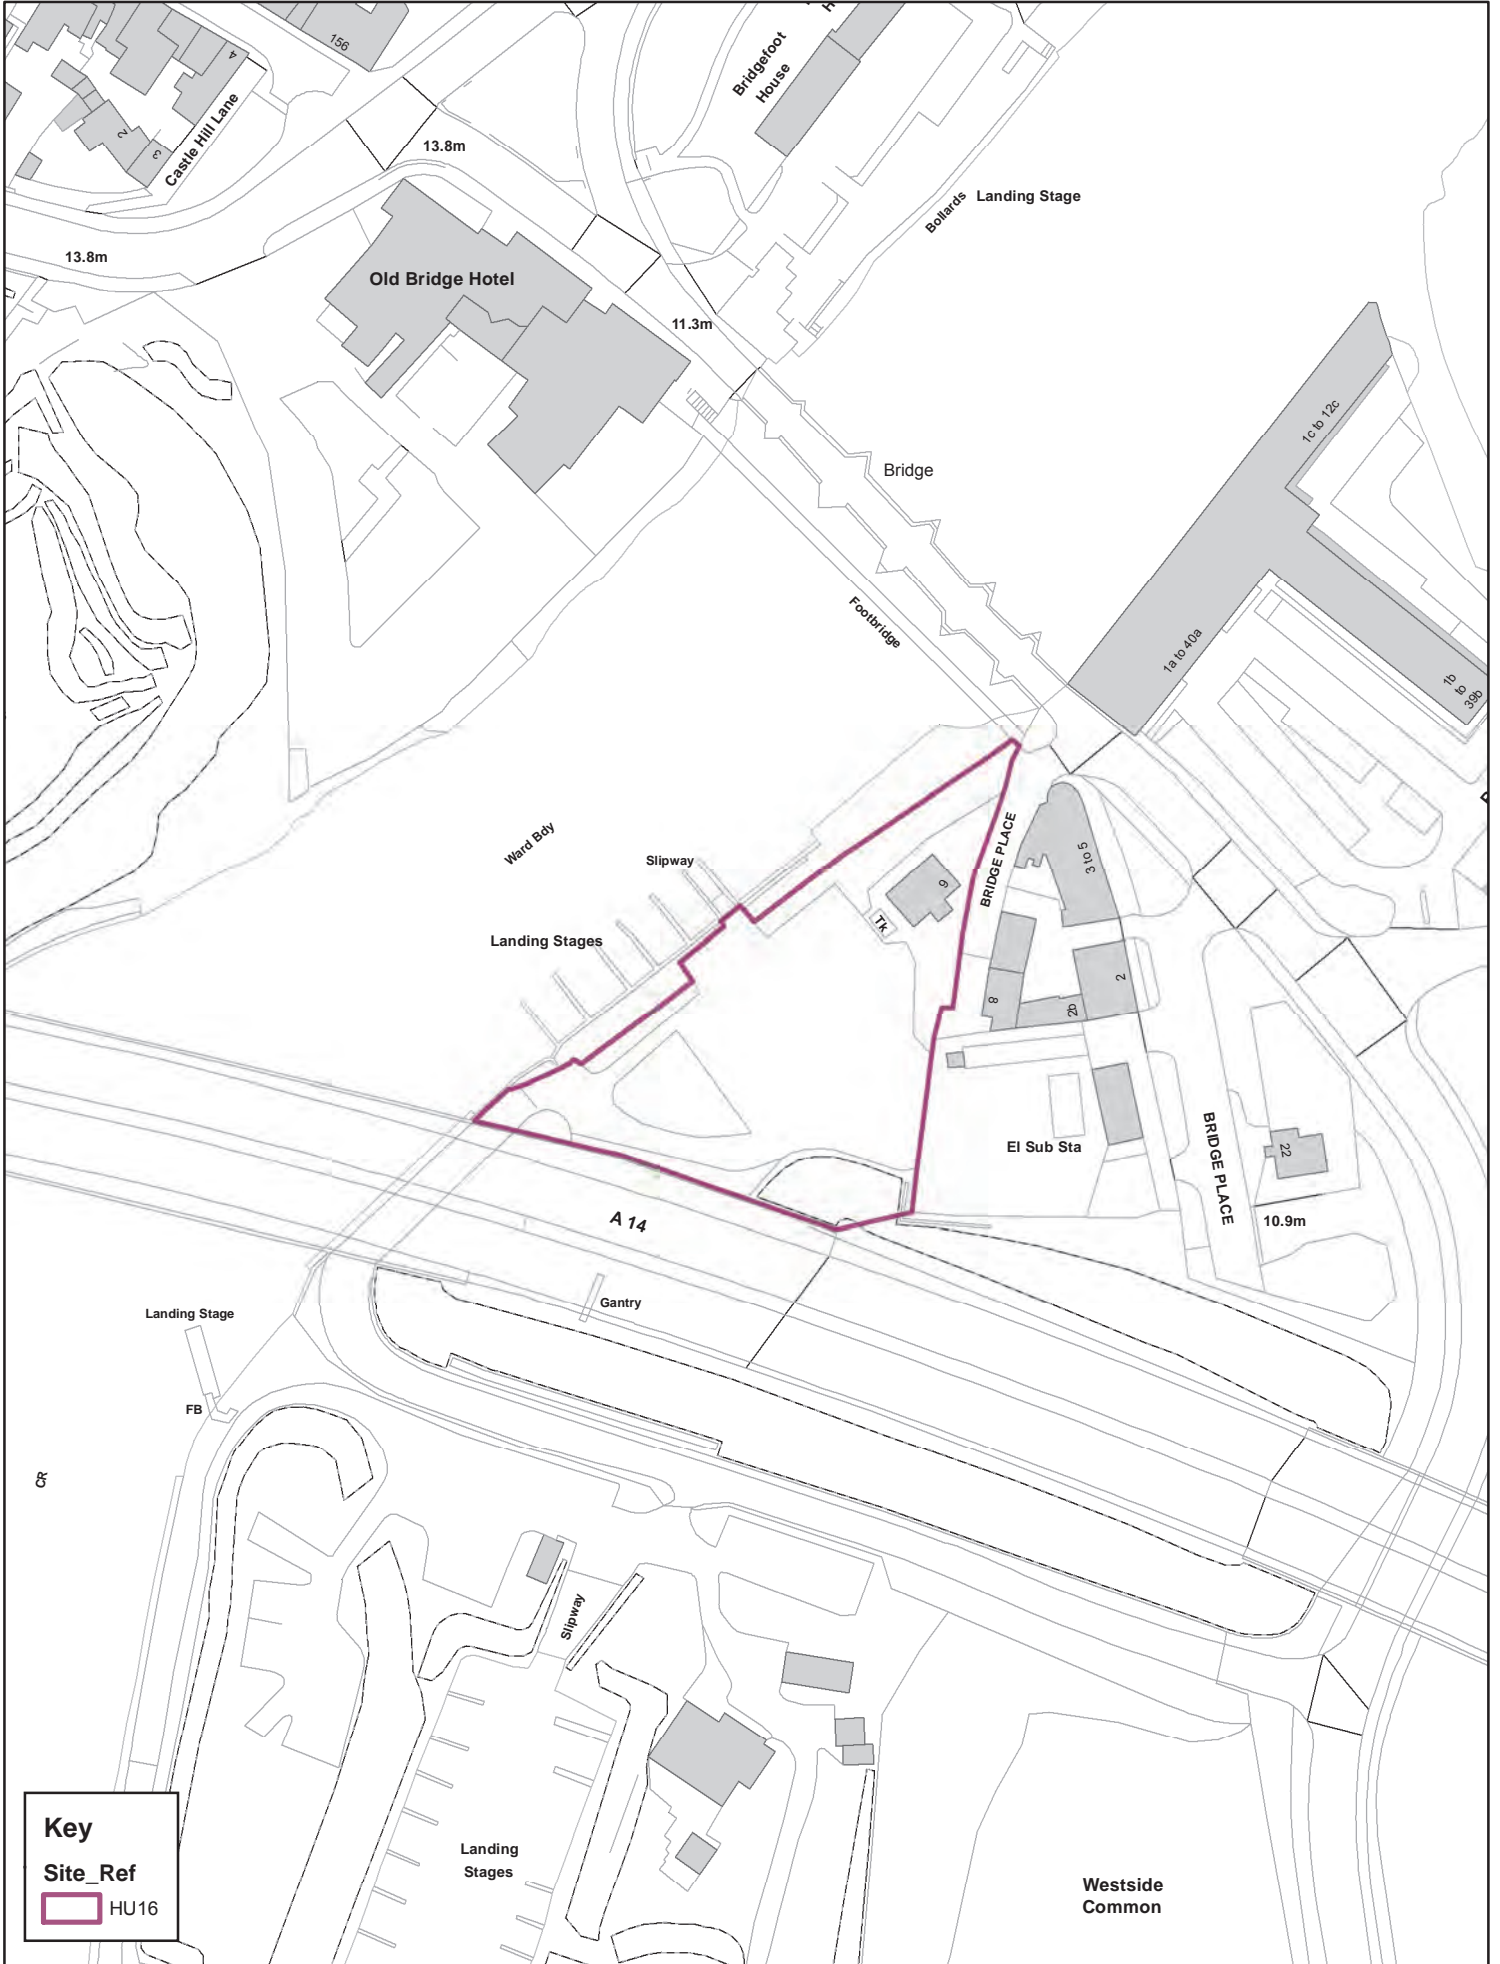 156
4
2
3
Castle Hill Lane
13.8m
13.8m
Bridgefoot
House
Bollards
Landing Stage
Old Bridge Hotel
11.3m
Bridge
Footbridge
1c to 12c
1a to 40a
1b
to
39b
Ward Bdy
Slipway
Landing Stages
BRIDGE PLACE
3 to 5
9
Tk
8
2b
2
El Sub Sta
BRIDGE PLACE
22
10.9m
A 14
Gantry
Landing Stage
FB
CR
Slipway
Landing
Stages
Westside
Common
Key
Site_Ref
HU16